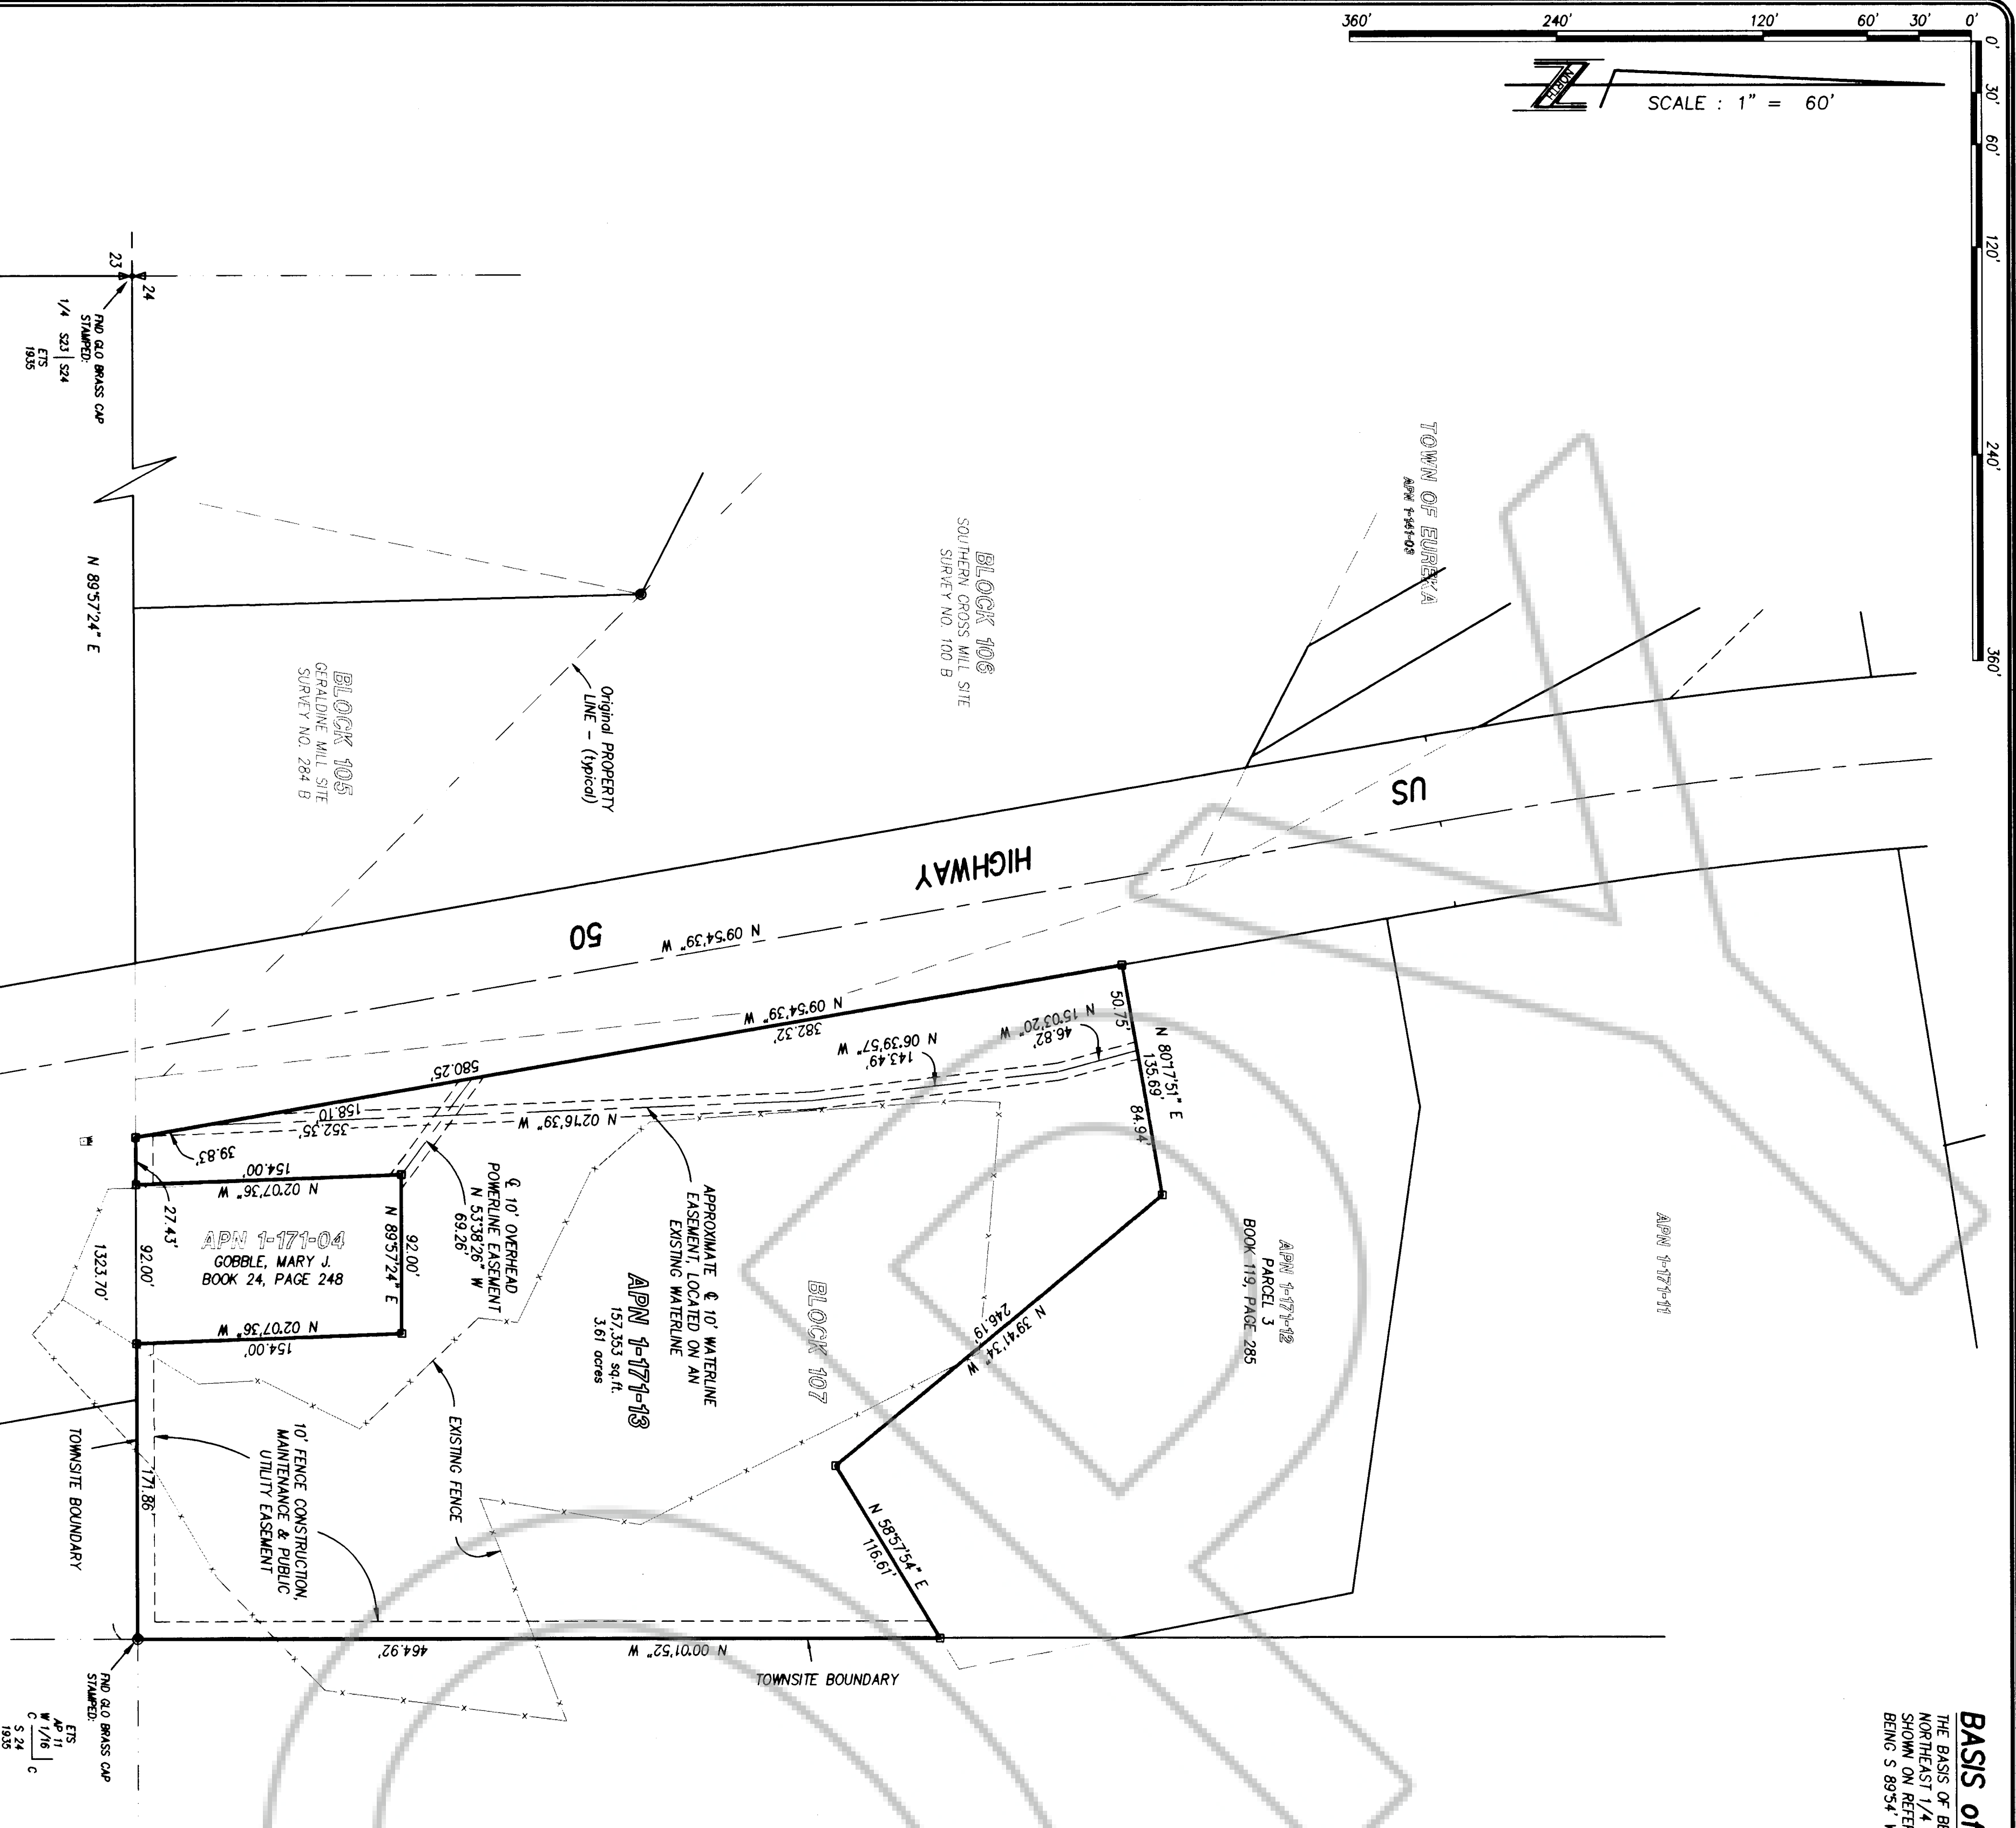 360'
240'
120'
60'
30'
0'
0'
30'
60'
120'
240'
360'
NORTH
SCALE : 1" = 60'
TOWN OF EUREKA
BLOCK 106
SOUTHERN CROSS MILL SITE
SURVEY NO. 100 B
23
24
FND GLO BRASS CAP
STAMPED:
1/4 S23 | S24
ETS
1935
N 89°57'24" E
BLOCK 105
GERALDINE MILL SITE
SURVEY NO. 284 B
Original PROPERTY
LINE - (typical)
US
HIGHWAY
50
N 09°54'39" W
N 09°54'39" W
382.32'
580.25'
158.10'
50.75'
N 80°17'51" E
135.69'
84.94'
N 15°03'20" W
46.82'
N 06°39'57" W
143.49'
N 02°16'39" W
352.35'
39.83'
27.43'
N 02°07'36" W
154.00'
APN 1-171-04
GOBBLE, MARY J.
BOOK 24, PAGE 248
92.00'
N 89°57'24" E
92.00'
1323.70'
N 02°07'36" W
154.00'
₵ 10' OVERHEAD
POWERLINE EASEMENT
N 53°38'26" W
69.26'
APPROXIMATE ₵ 10' WATERLINE
EASEMENT, LOCATED ON AN
EXISTING WATERLINE
APN 1-171-13
157,353 sq.ft.
3.61 acres
BLOCK 107
APN 1-171-12
PARCEL 3
BOOK 119, PAGE 285
APN 1-171-11
N 39°41'34" W
246.19'
N 58°57'54" E
116.61'
EXISTING FENCE
10' FENCE CONSTRUCTION,
MAINTENANCE & PUBLIC
UTILITY EASEMENT
171.86'
TOWNSITE BOUNDARY
N 00°01'52" W
464.92'
TOWNSITE BOUNDARY
FND GLO BRASS CAP
STAMPED:
ETS
AP 11
W 1/16
C C
S 24
1935
BASIS of
THE BASIS OF BE
NORTHEAST 1/4
SHOWN ON REFER
BEING S 89°54' W